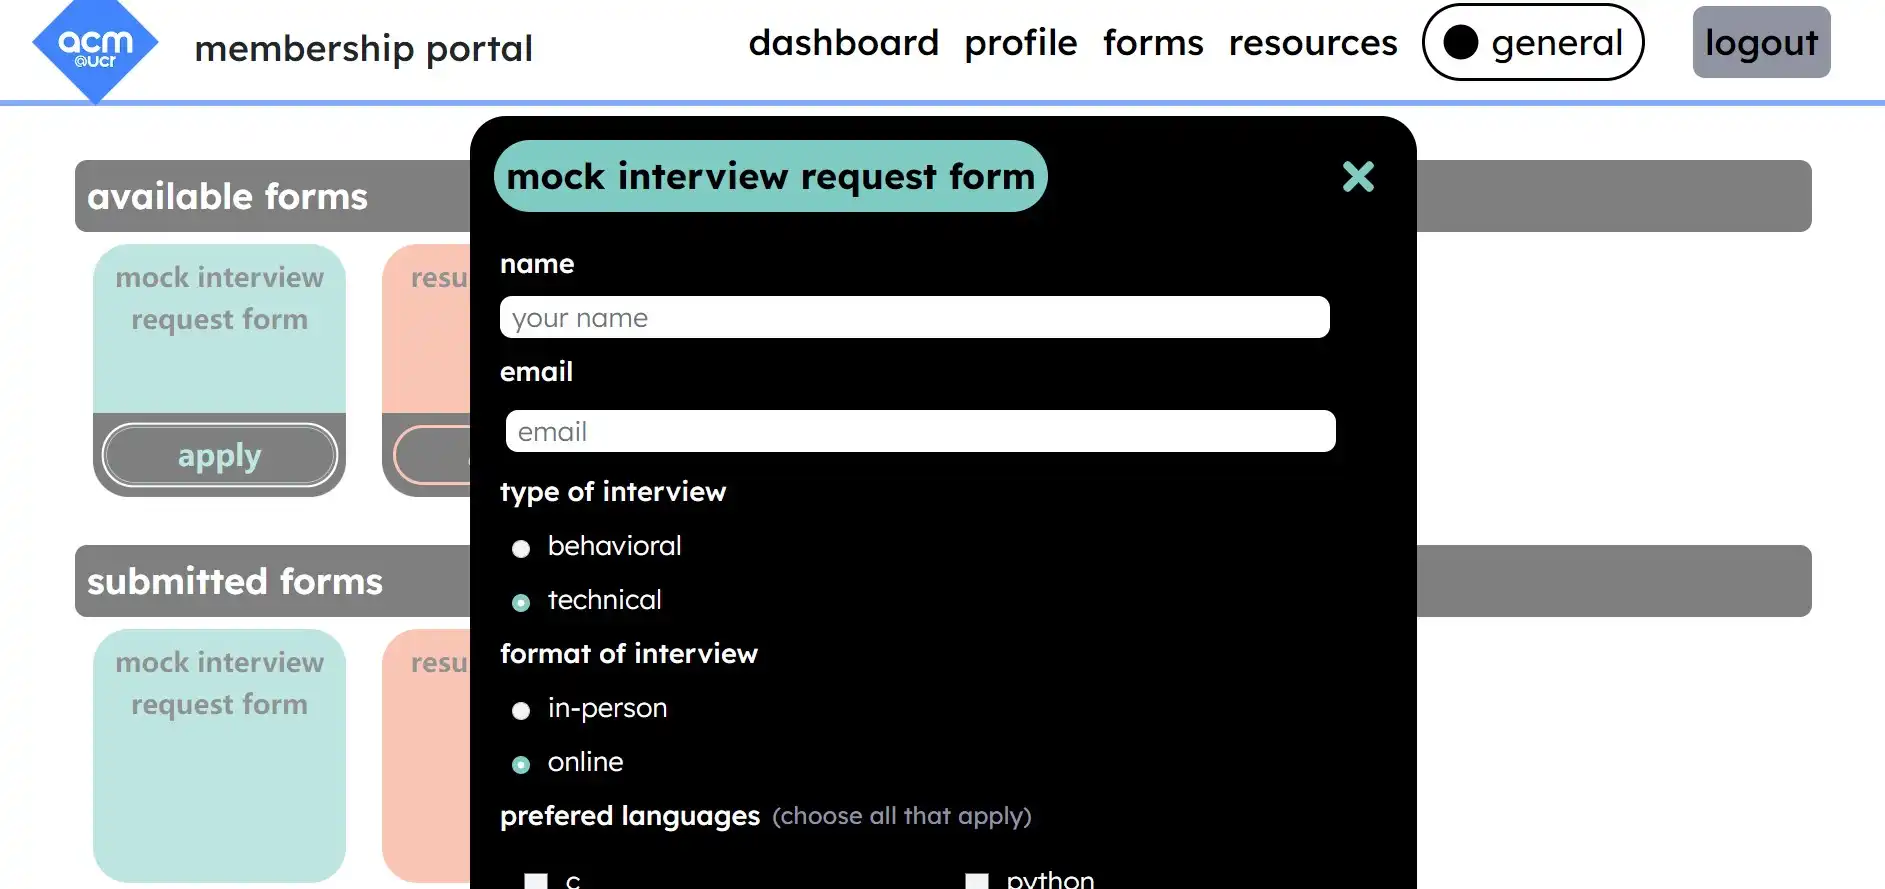 acm
@ucr
membership portal
dashboard profile forms resources general logout
available forms
mock interview
request form
resu
apply
submitted forms
mock interview
request form
resu
mock interview request form
name
your name
email
email
type of interview
behavioral
technical
format of interview
in-person
online
prefered languages (choose all that apply)
c python